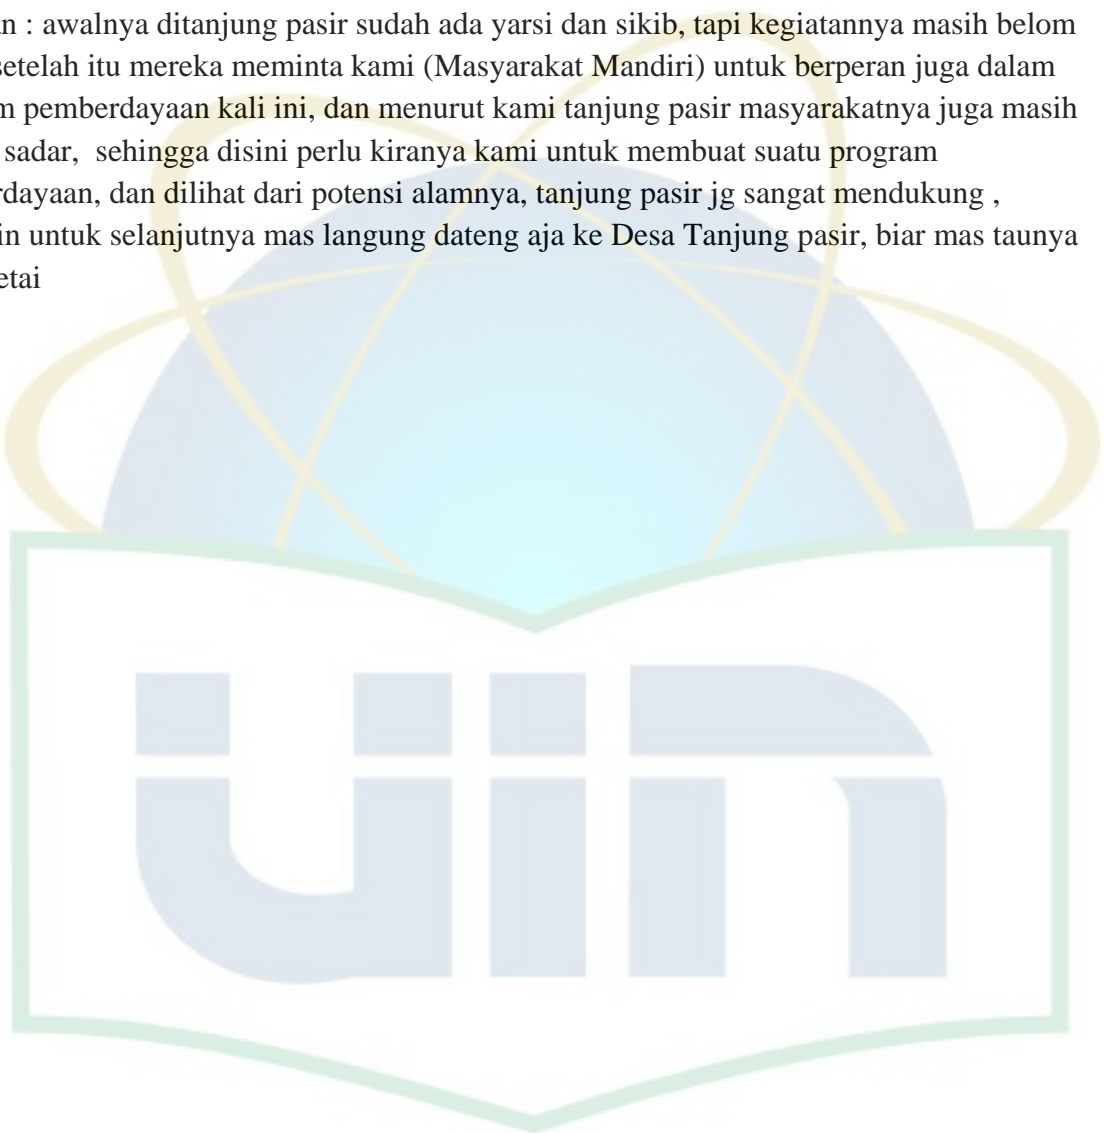 n : awalnya ditanjung pasir sudah ada yarsi dan sikib, tapi kegiatannya masih belom
setelah itu mereka meminta kami (Masyarakat Mandiri) untuk berperan juga dalam
n pemberdayaan kali ini, dan menurut kami tanjung pasir masyarakatnya juga masih
sadar, sehingga disini perlu kiranya kami untuk membuat suatu program
rdayaan, dan dilihat dari potensi alamnya, tanjung pasir jg sangat mendukung ,
in untuk selanjutnya mas langung dateng aja ke Desa Tanjung pasir, biar mas taunya
etai
uin